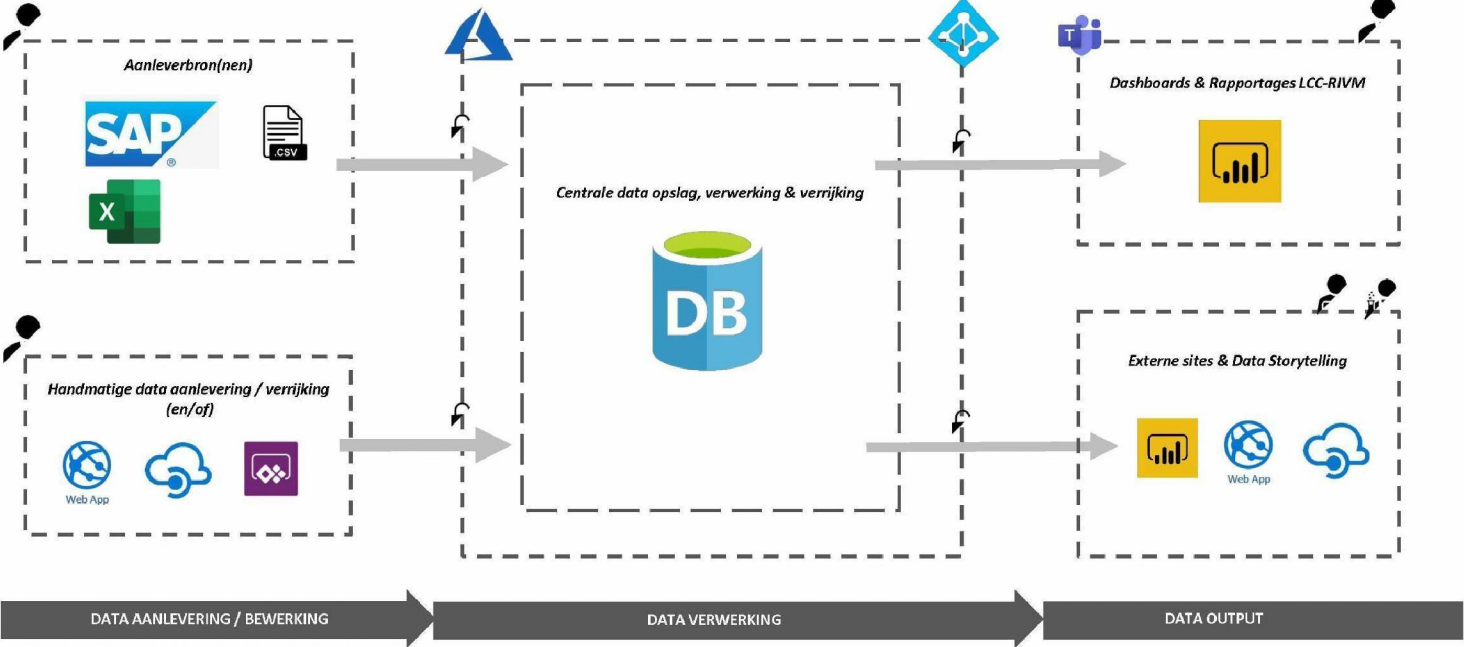 Aanleverbron(nen)
SAP
®
.CSV
X
Handmatige data aanlevering / verrijking
(en/of)
Web App
Centrale data opslag, verwerking & verrijking
DB
T
Dashboards & Rapportages LCC-RIVM
Externe sites & Data Storytelling
Web App
DATA AANLEVERING / BEWERKING
DATA VERWERKING
DATA OUTPUT